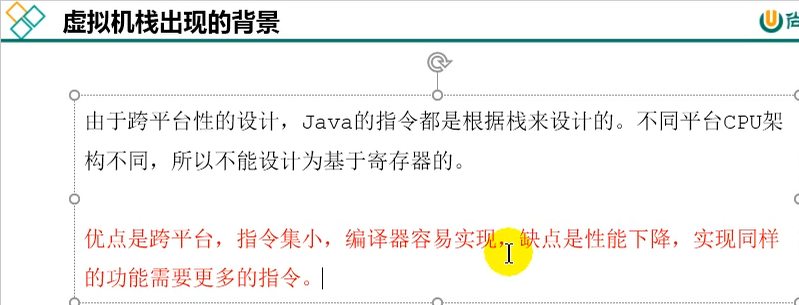 虚拟机栈出现的背景
尚
由于跨平台性的设计，Java的指令都是根据栈来设计的。不同平台CPU架
构不同，所以不能设计为基于寄存器的。
优点是跨平台，指令集小，编译器容易实现，缺点是性能下降，实现同样
的功能需要更多的指令。